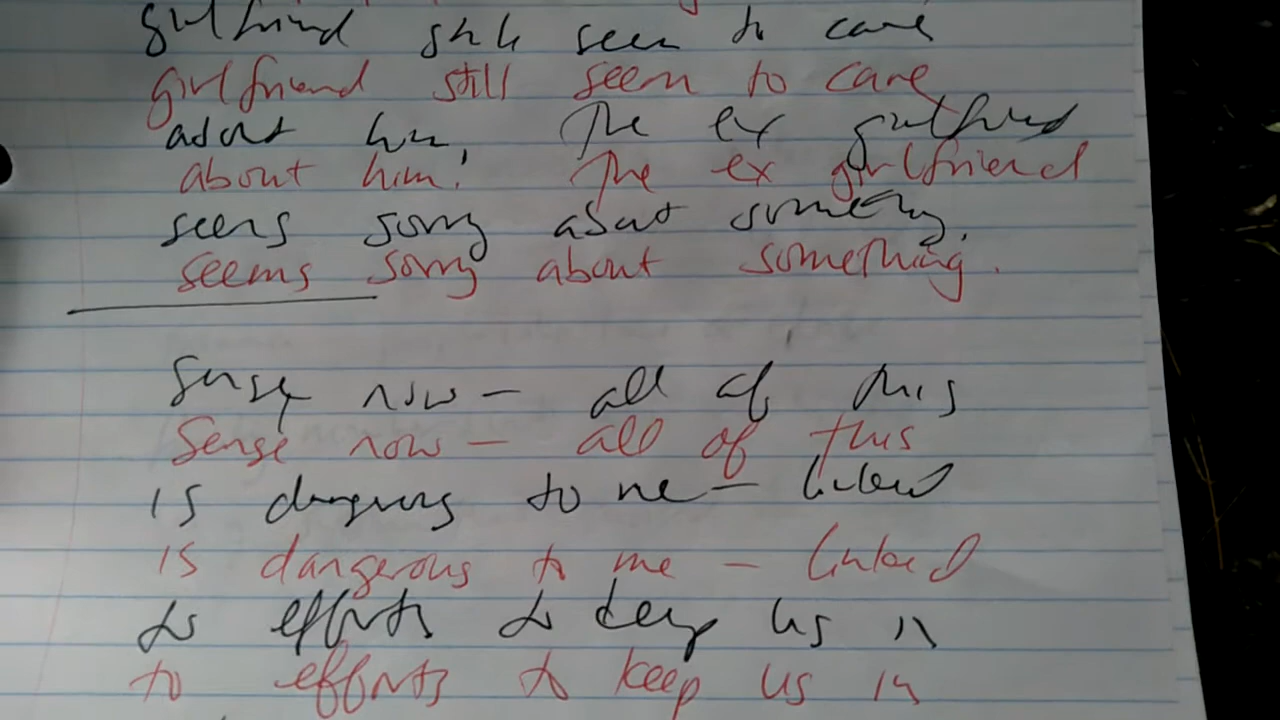 girlfriend still seem to care
girlfriend still seem to care
about him. The ex girlfriend
about him. The ex girlfriend
seems sorry about something.
seems sorry about something.
Sense now - all of this
Sense now - all of this
is dangerous to me - linked
is dangerous to me - linked
to efforts to keep us in
to efforts to keep us in